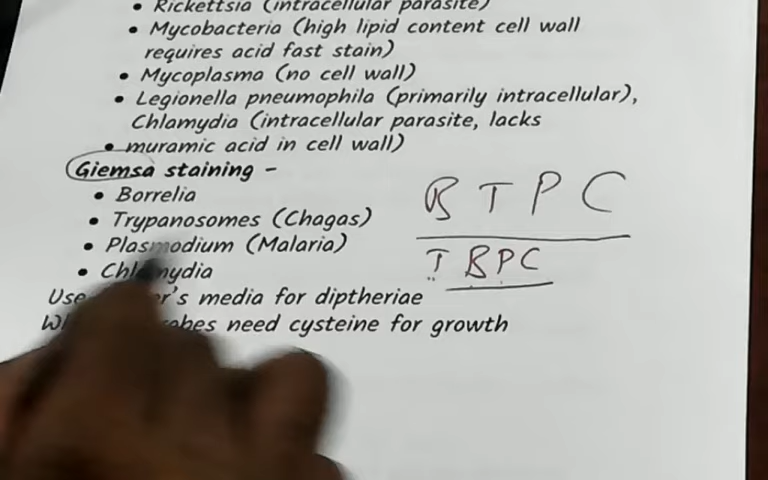 • Rickettsia (intracellular parasite)
• Mycobacteria (high lipid content cell wall
requires acid fast stain)
• Mycoplasma (no cell wall)
• Legionella pneumophila (primarily intracellular),
Chlamydia (intracellular parasite, lacks
• muramic acid in cell wall)
Giemsa staining -
• Borrelia
• Trypanosomes (Chagas)
• Plasmodium (Malaria)
• Chlamydia
B T P C
T B P C
Use media for diptheriae
need cysteine for growth